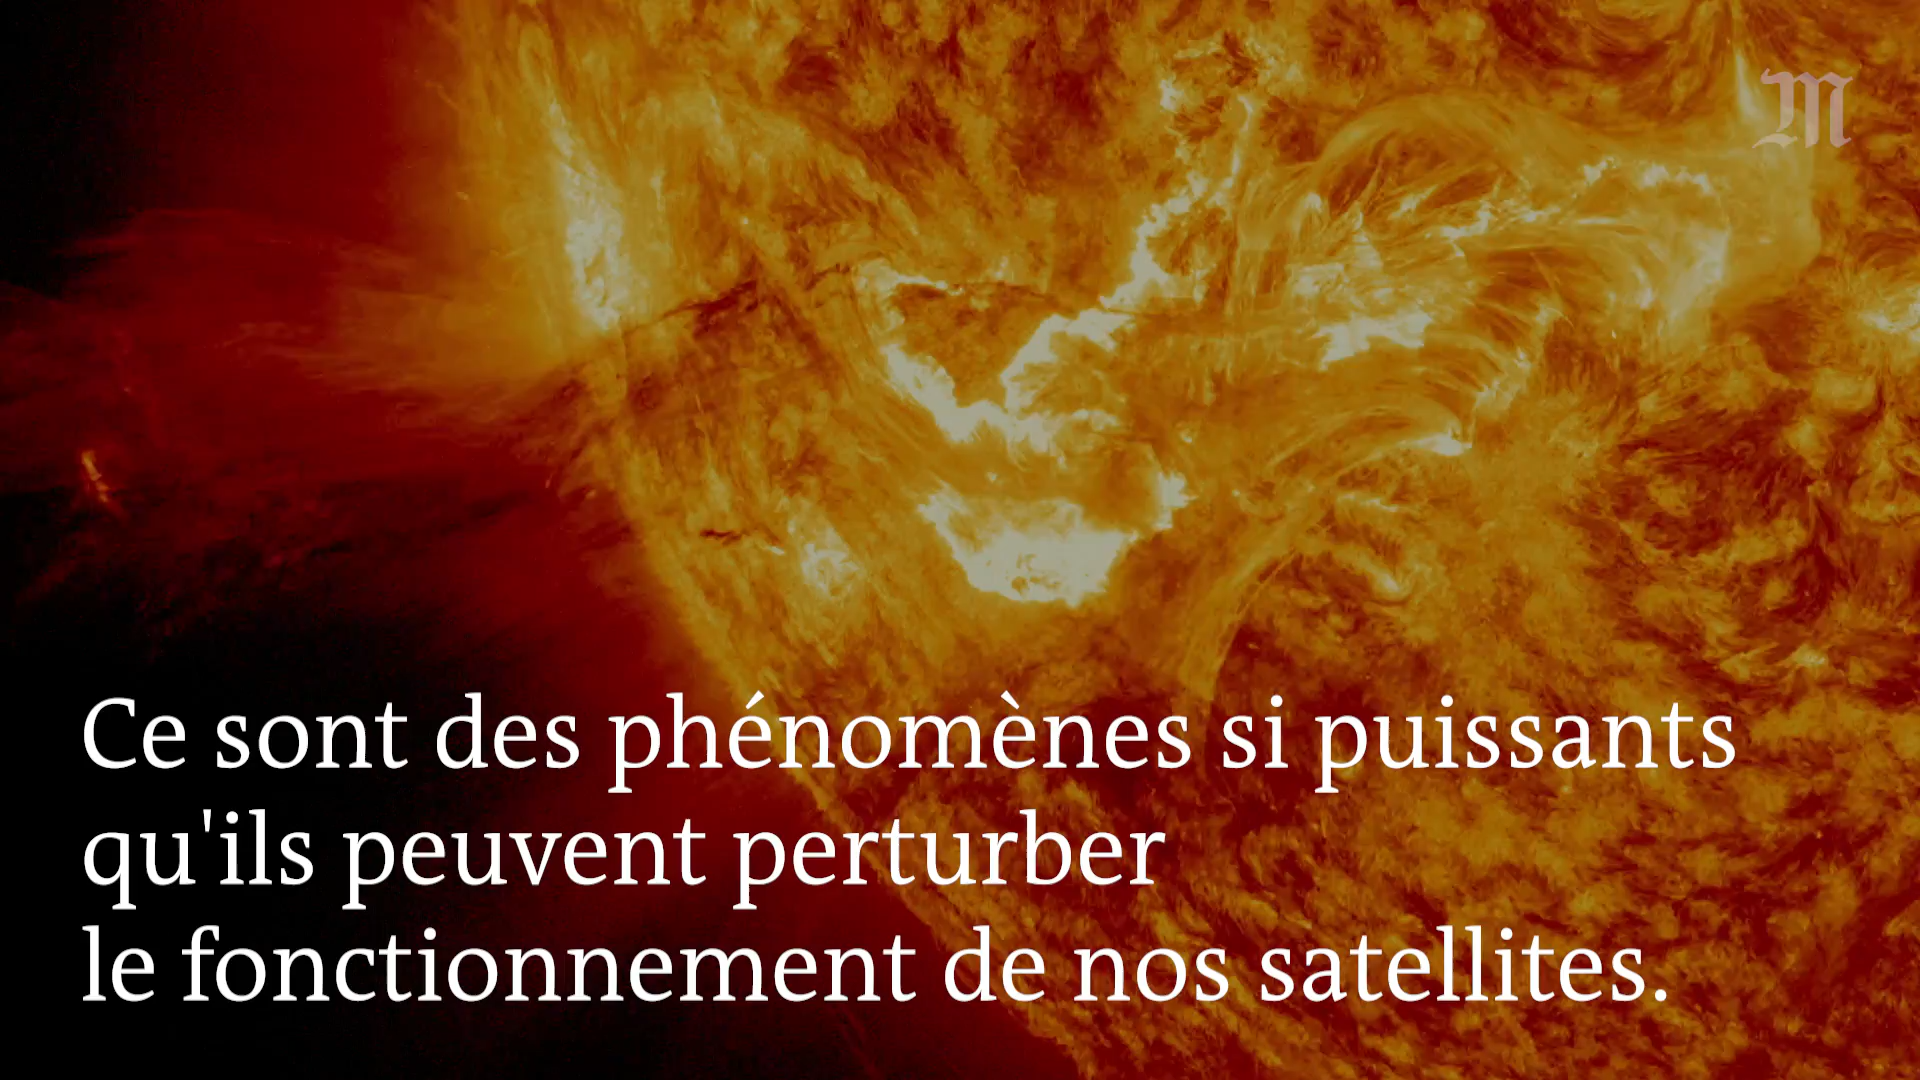 M
Ce sont des phénomènes si puissants
qu'ils peuvent perturber
le fonctionnement de nos satellites.